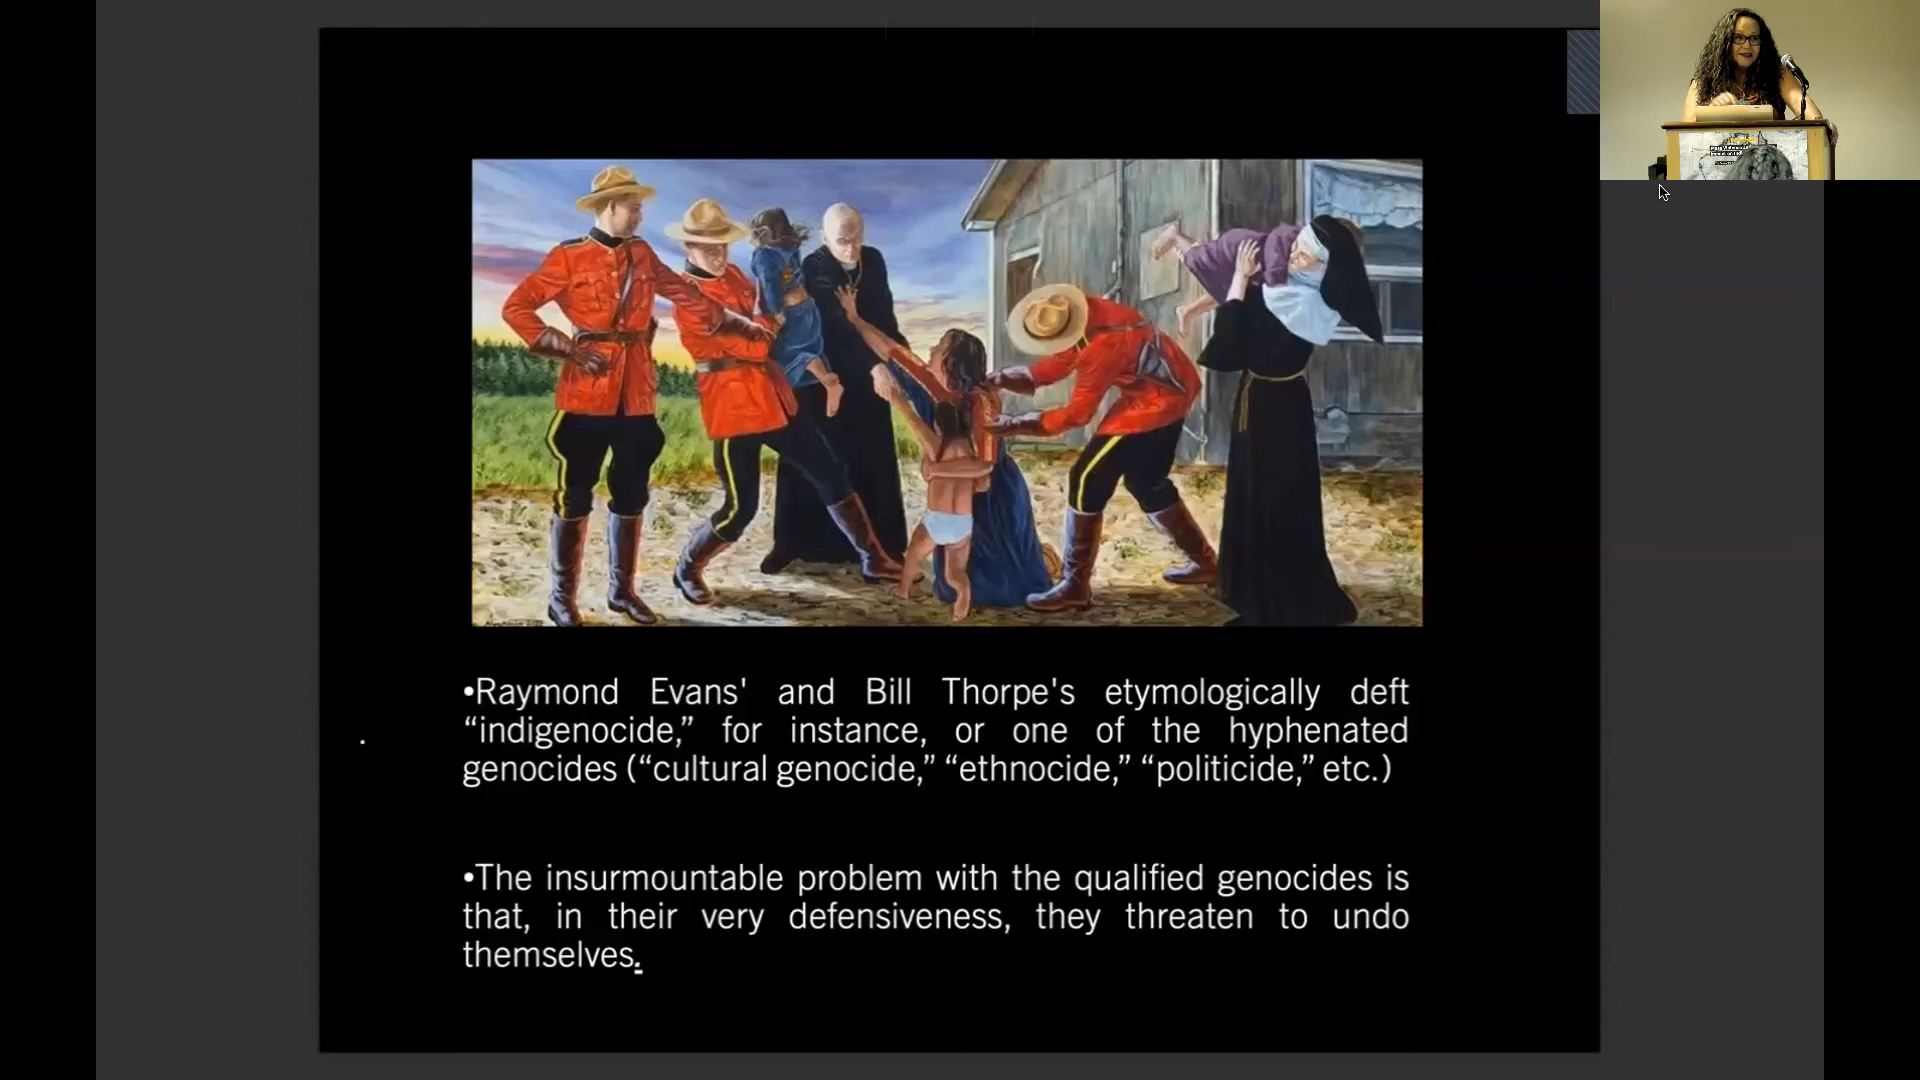 •Raymond Evans' and Bill Thorpe's etymologically deft
“indigenocide,” for instance, or one of the hyphenated
genocides (“cultural genocide,” “ethnocide,” “politicide,” etc.)
•The insurmountable problem with the qualified genocides is
that, in their very defensiveness, they threaten to undo
themselves.